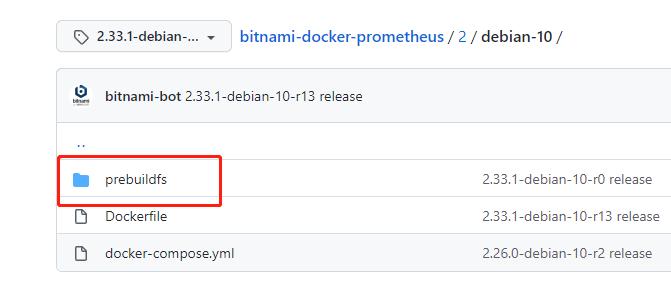 2.33.1-debian-... bitnami-docker-prometheus / 2 / debian-10 /
bitnami
bitnami-bot 2.33.1-debian-10-r13 release
..
prebuildfs 2.33.1-debian-10-r0 release
Dockerfile 2.33.1-debian-10-r13 release
docker-compose.yml 2.26.0-debian-10-r2 release